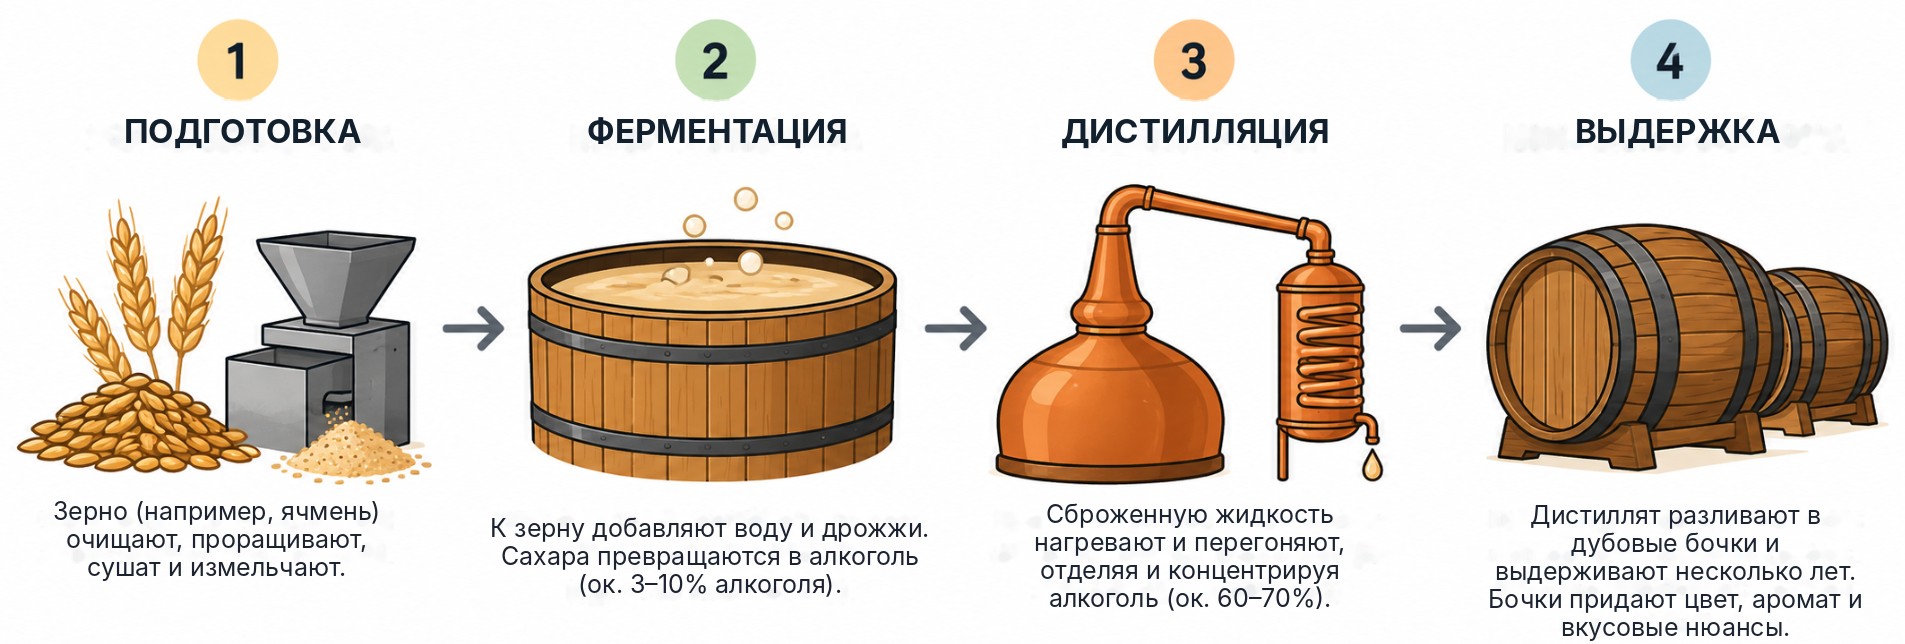 1
ПОДГОТОВКА
Зерно (например, ячмень)
очищают, проращивают,
сушат и измельчают.
2
ФЕРМЕНТАЦИЯ
К зерну добавляют воду и дрожжи.
Сахара превращаются в алкоголь
(ок. 3–10% алкоголя).
3
ДИСТИЛЛЯЦИЯ
Сброженную жидкость
нагревают и перегоняют,
отделяя и концентрируя
алкоголь (ок. 60–70%).
4
ВЫДЕРЖКА
Дистиллят разливают в
дубовые бочки и
выдерживают несколько лет.
Бочки придают цвет, аромат и
вкусовые нюансы.